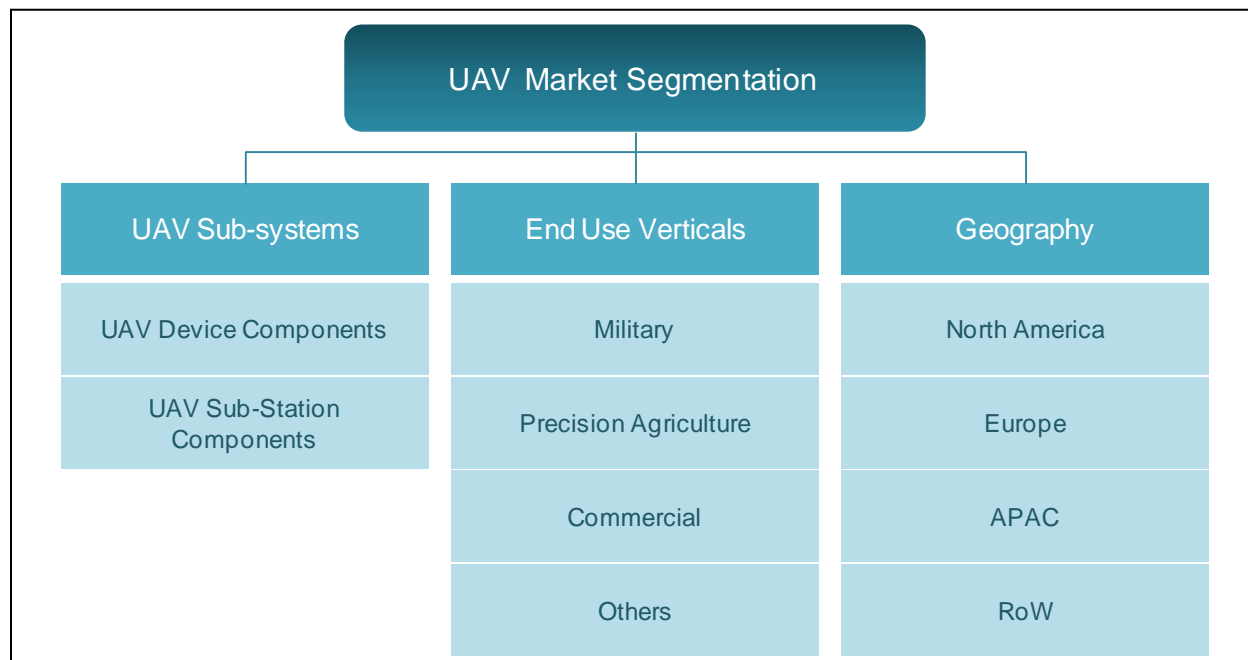 UAV Market Segmentation
UAV Sub-systems
End Use Verticals
Geography
UAV Device Components
Military
North America
UAV Sub-Station
Components
Precision Agriculture
Europe
Commercial
APAC
Others
RoW